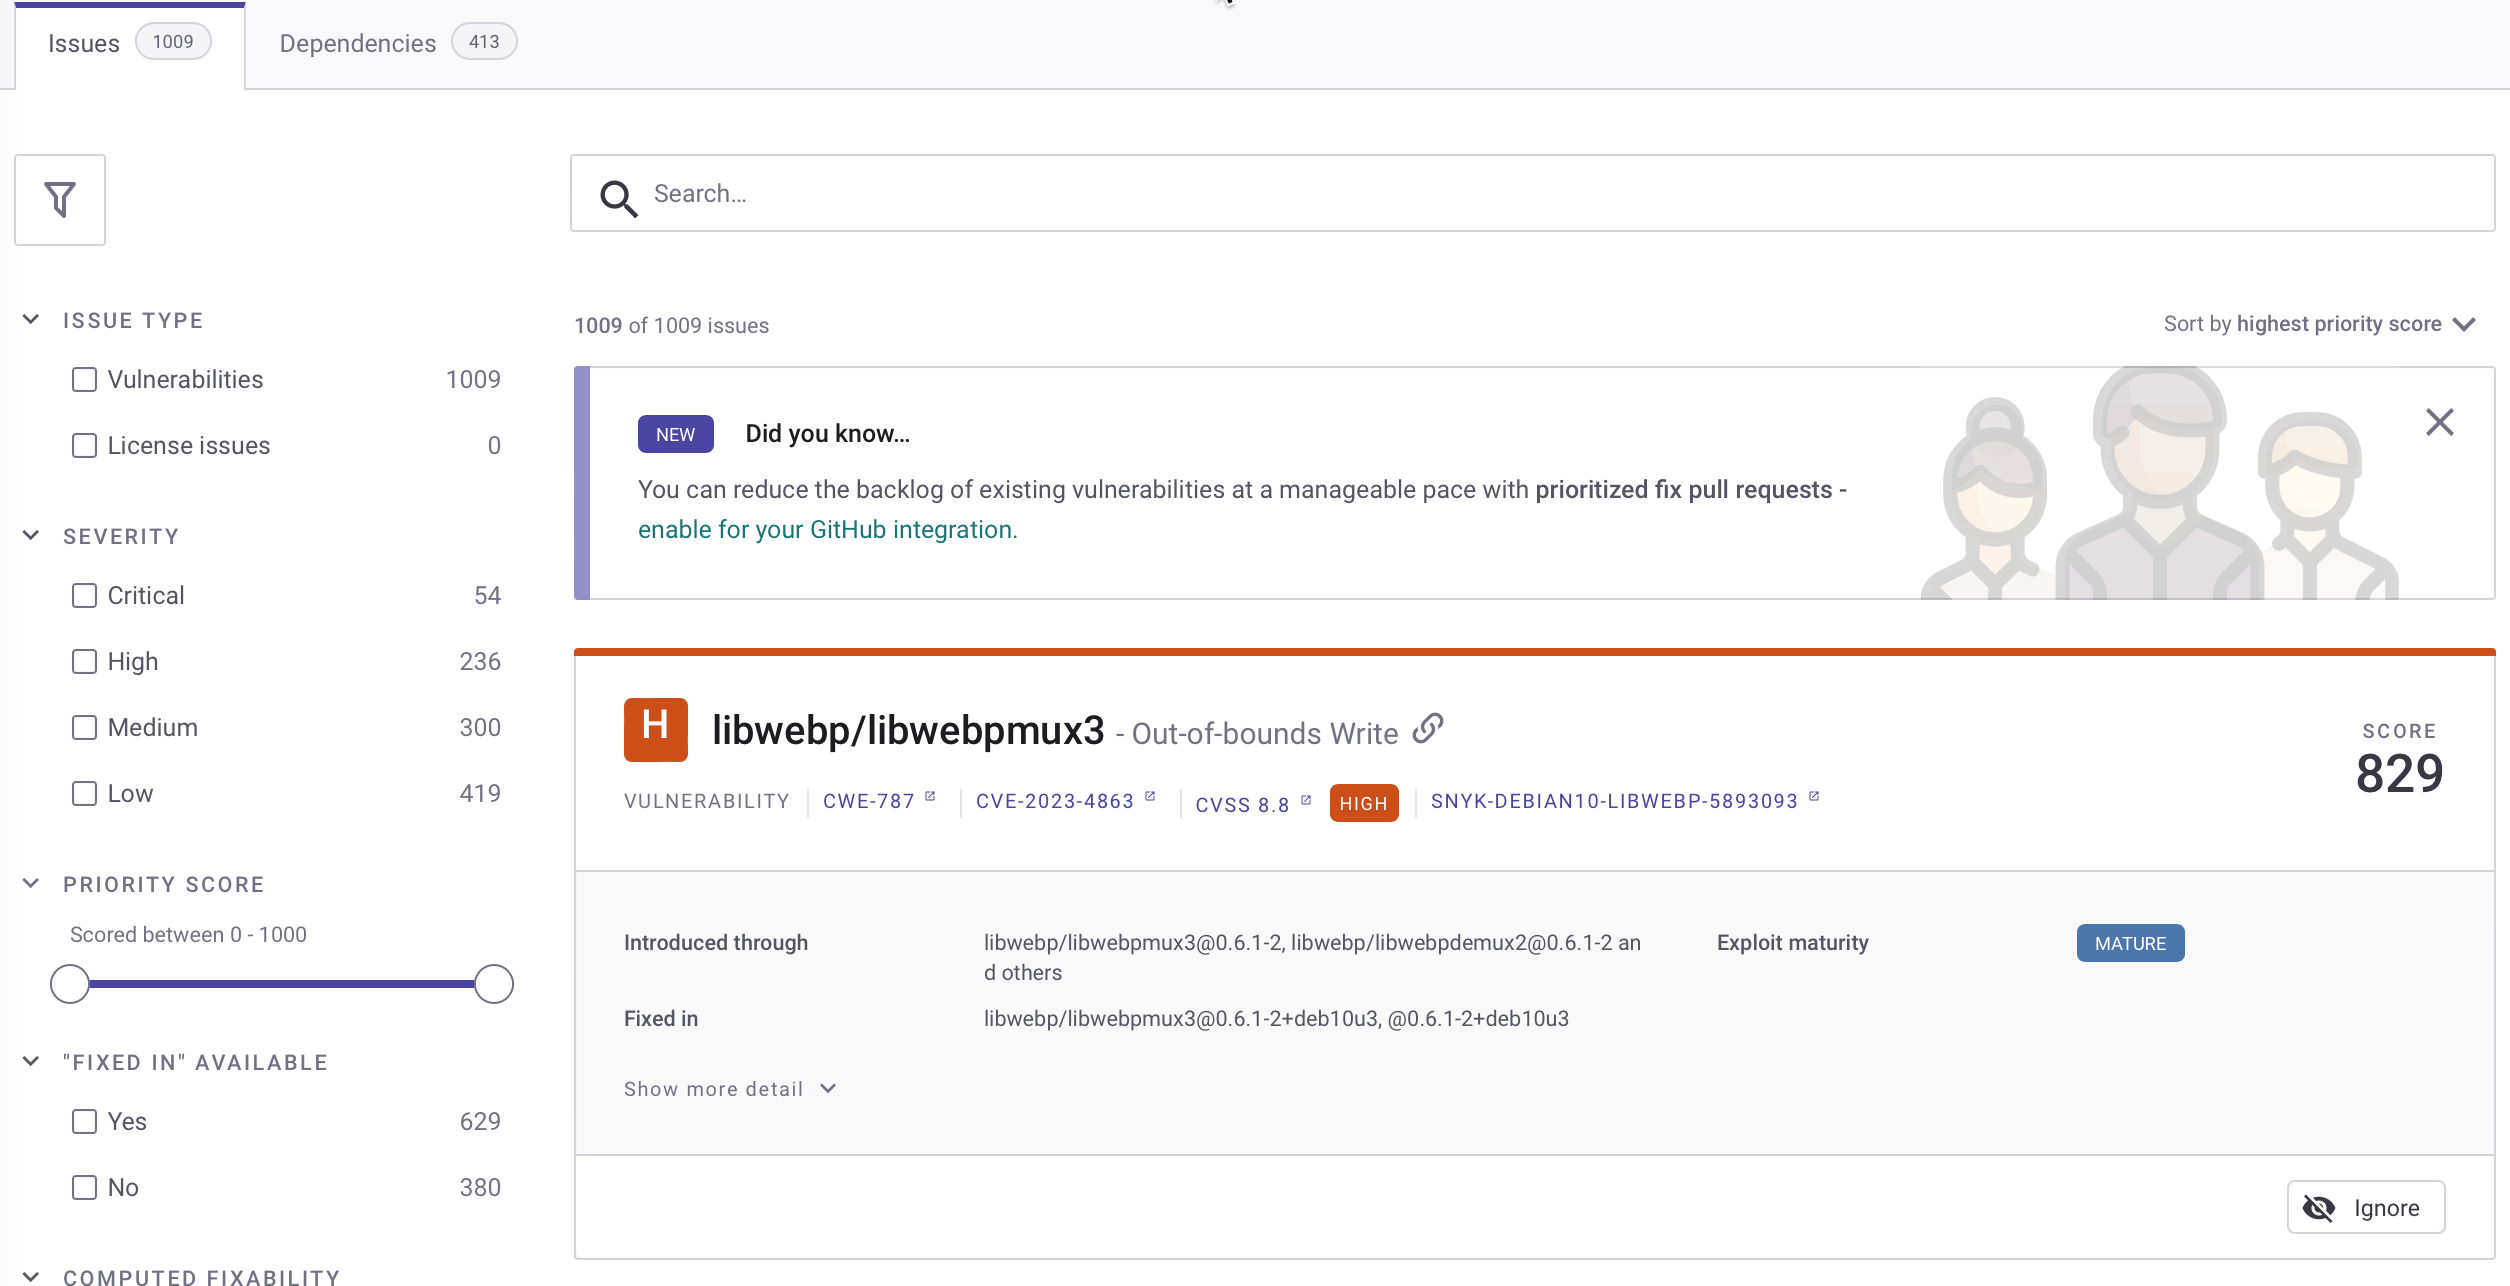 Issues 1009 Dependencies 413
Search...
ISSUE TYPE
Vulnerabilities 1009
License issues 0
SEVERITY
Critical 54
High 236
Medium 300
Low 419
PRIORITY SCORE
Scored between 0 - 1000
"FIXED IN" AVAILABLE
Yes 629
No 380
COMPUTED FIXABILITY
1009 of 1009 issues
Sort by highest priority score
NEW Did you know...
You can reduce the backlog of existing vulnerabilities at a manageable pace with prioritized fix pull requests -
enable for your GitHub integration.
H libwebp/libwebpmux3 - Out-of-bounds Write
SCORE
829
VULNERABILITY CWE-787 CVE-2023-4863 CVSS 8.8 HIGH SNYK-DEBIAN10-LIBWEBP-5893093
Introduced through libwebp/libwebpmux3@0.6.1-2, libwebp/libwebpdemux2@0.6.1-2 an
d others
Exploit maturity MATURE
Fixed in libwebp/libwebpmux3@0.6.1-2+deb10u3, @0.6.1-2+deb10u3
Show more detail
Ignore